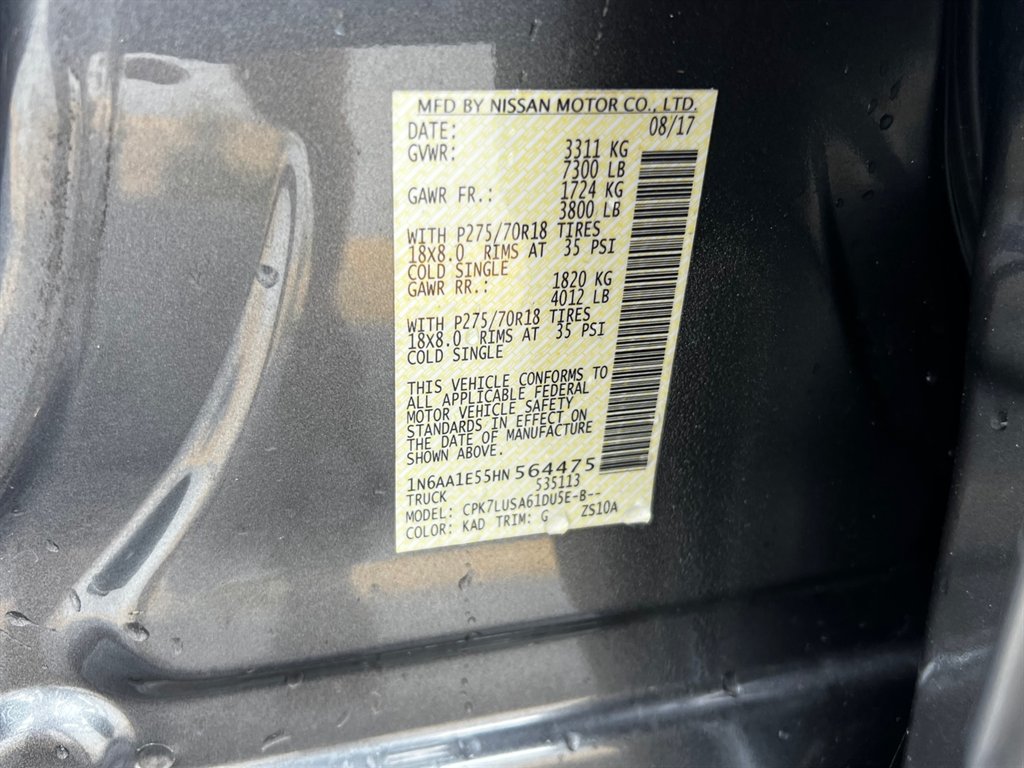 MFD BY NISSAN MOTOR CO., LTD.
DATE: 08/17
GVWR: 3311 KG
7300 LB
GAWR FR.: 1724 KG
3800 LB
WITH P275/70R18 TIRES
18x8.0 RIMS AT 35 PSI
COLD SINGLE
GAWR RR.: 1820 KG
4012 LB
WITH P275/70R18 TIRES
18x8.0 RIMS AT 35 PSI
COLD SINGLE
THIS VEHICLE CONFORMS TO
ALL APPLICABLE FEDERAL
MOTOR VEHICLE SAFETY
STANDARDS IN EFFECT ON
THE DATE OF MANUFACTURE
SHOWN ABOVE.
1N6AA1E55HN564475
TRUCK 535113
MODEL: CPK7LUSA61DU5E-B--
COLOR: KAD TRIM: G ZS10A